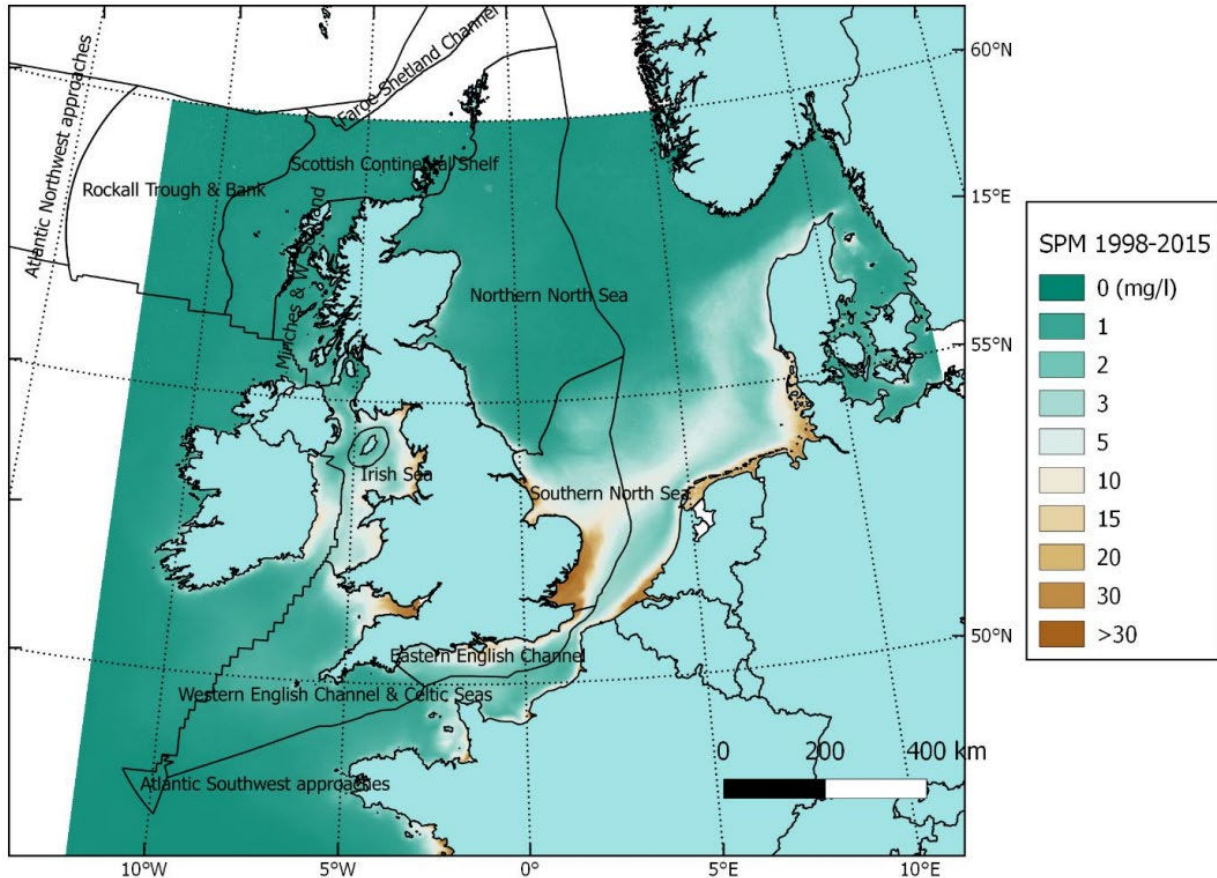 60°N
Faroe-Shetland Channel
Atlantic Northwest approaches
Scottish Continental Shelf
Rockall Trough & Bank
15°E
Minches & W Scotland
Northern North Sea
55°N
Irish Sea
Southern North Sea
50°N
Eastern English Channel
Western English Channel & Celtic Seas
Atlantic Southwest approaches
0 200 400 km
10°W 5°W 0° 5°E 10°E
SPM 1998-2015
0 (mg/l)
1
2
3
5
10
15
20
30
>30